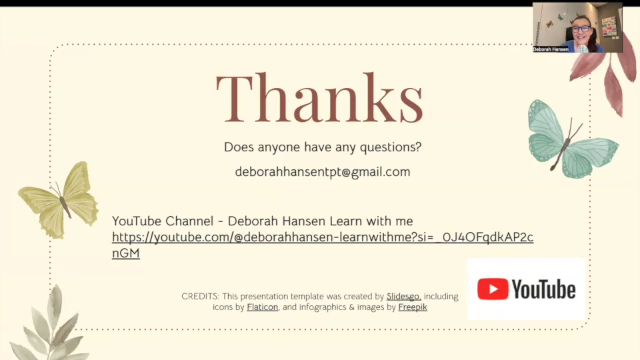 Deborah Hansen
Thanks
Does anyone have any questions?
deborahhansentpt@gmail.com
YouTube Channel - Deborah Hansen Learn with me
https://youtube.com/@deborahhansen-learnwithme?si=_0J4OFqdkAP2c
nGM
YouTube
CREDITS: This presentation template was created by Slidesgo, including
icons by Flaticon, and infographics & images by Freepik